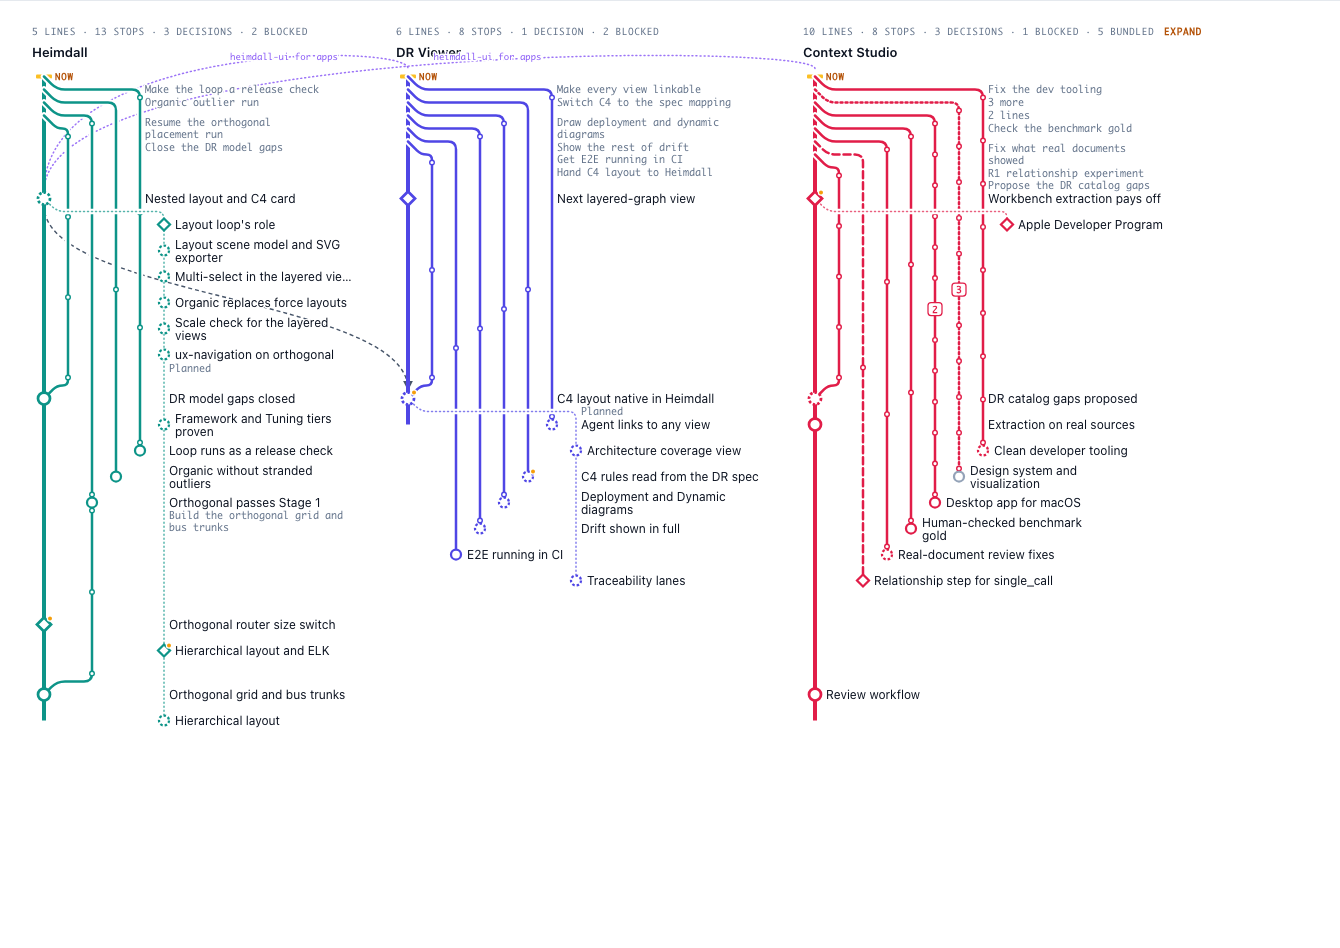 5 LINES · 13 STOPS · 3 DECISIONS · 2 BLOCKED
Heimdall
heimdall-ui-for-apps
NOW
Make the loop a release check
Organic outlier run
Resume the orthogonal
placement run
Close the DR model gaps
Nested layout and C4 card
Layout loop's role
Layout scene model and SVG
exporter
Multi-select in the layered vie...
Organic replaces force layouts
Scale check for the layered
views
ux-navigation on orthogonal
Planned
DR model gaps closed
Framework and Tuning tiers
proven
Loop runs as a release check
Organic without stranded
outliers
Orthogonal passes Stage 1
Build the orthogonal grid and
bus trunks
Orthogonal router size switch
Hierarchical layout and ELK
Orthogonal grid and bus trunks
Hierarchical layout
6 LINES · 8 STOPS · 1 DECISION · 2 BLOCKED
DR Viewer
heimdall-ui-for-apps
NOW
Make every view linkable
Switch C4 to the spec mapping
Draw deployment and dynamic
diagrams
Show the rest of drift
Get E2E running in CI
Hand C4 layout to Heimdall
Next layered-graph view
C4 layout native in Heimdall
Planned
Agent links to any view
Architecture coverage view
C4 rules read from the DR spec
Deployment and Dynamic
diagrams
Drift shown in full
E2E running in CI
Traceability lanes
10 LINES · 8 STOPS · 3 DECISIONS · 1 BLOCKED · 5 BUNDLED EXPAND
Context Studio
NOW
Fix the dev tooling
3 more
2 lines
Check the benchmark gold
Fix what real documents
showed
R1 relationship experiment
Propose the DR catalog gaps
Workbench extraction pays off
Apple Developer Program
3
2
DR catalog gaps proposed
Extraction on real sources
Clean developer tooling
Design system and
visualization
Desktop app for macOS
Human-checked benchmark
gold
Real-document review fixes
Relationship step for single_call
Review workflow